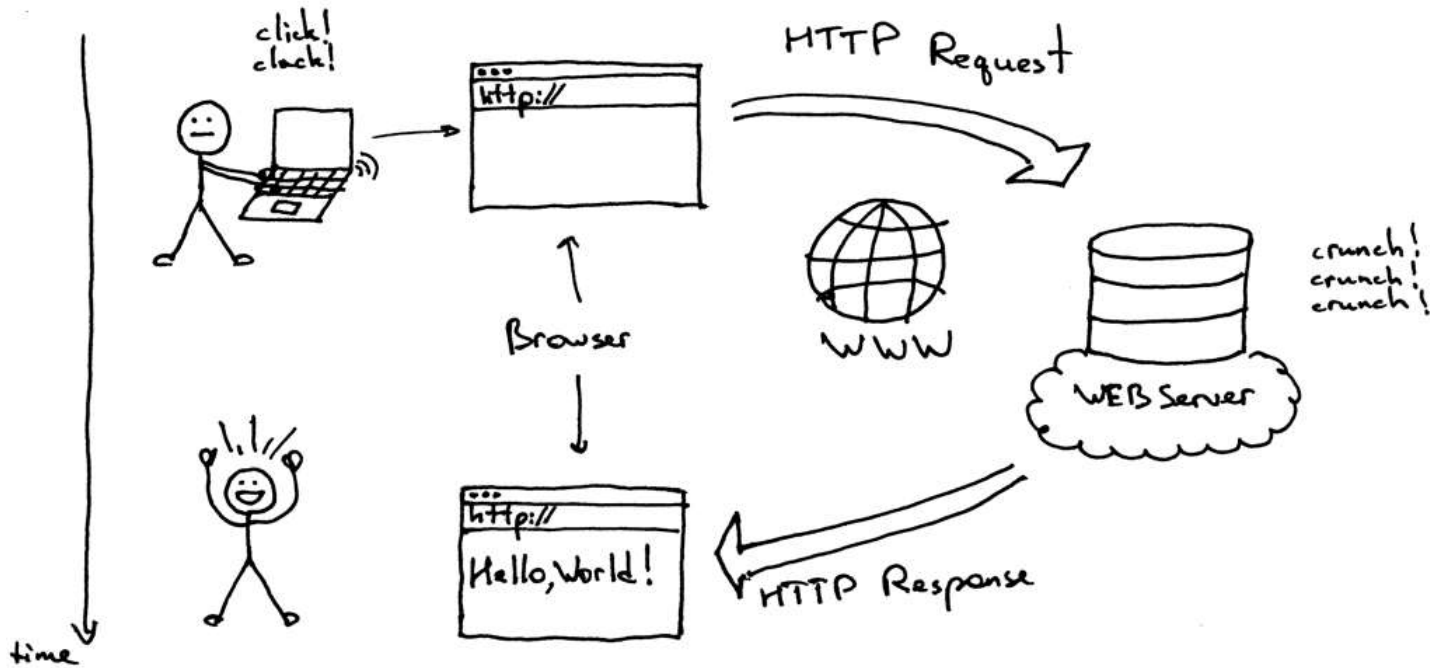 click!
clack!
HTTP Request
http://
crunch!
crunch!
crunch!
Browser
WWW
WEB Server
http://
Hello, World!
HTTP Response
time